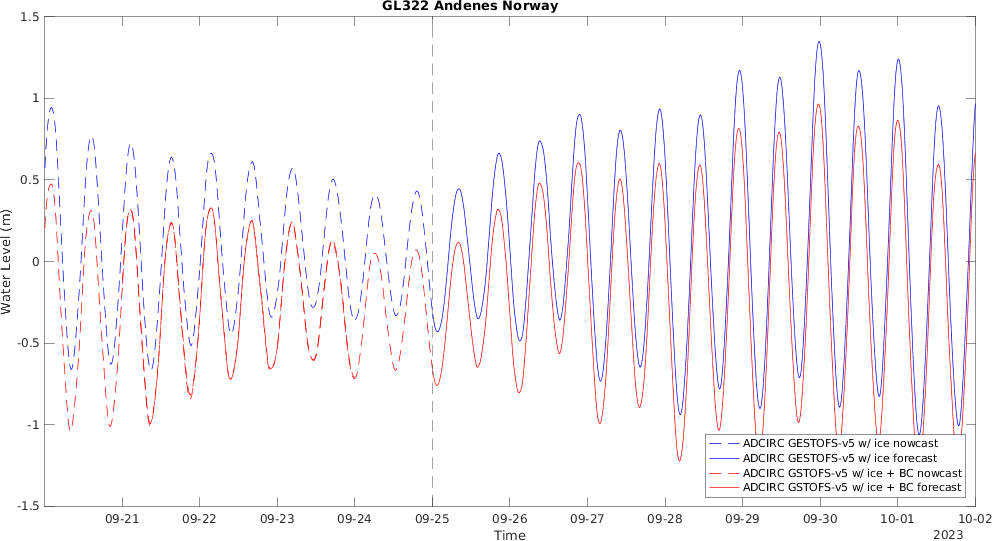 GL322 Andenes Norway
1.5
1
0.5
0
-0.5
-1
-1.5
Water Level (m)
ADCIRC GESTOFS-v5 w/ ice nowcast
ADCIRC GESTOFS-v5 w/ ice forecast
ADCIRC GSTOFS-v5 w/ ice + BC nowcast
ADCIRC GSTOFS-v5 w/ ice + BC forecast
09-21 09-22 09-23 09-24 09-25 09-26 09-27 09-28 09-29 09-30 10-01 10-02
Time
2023